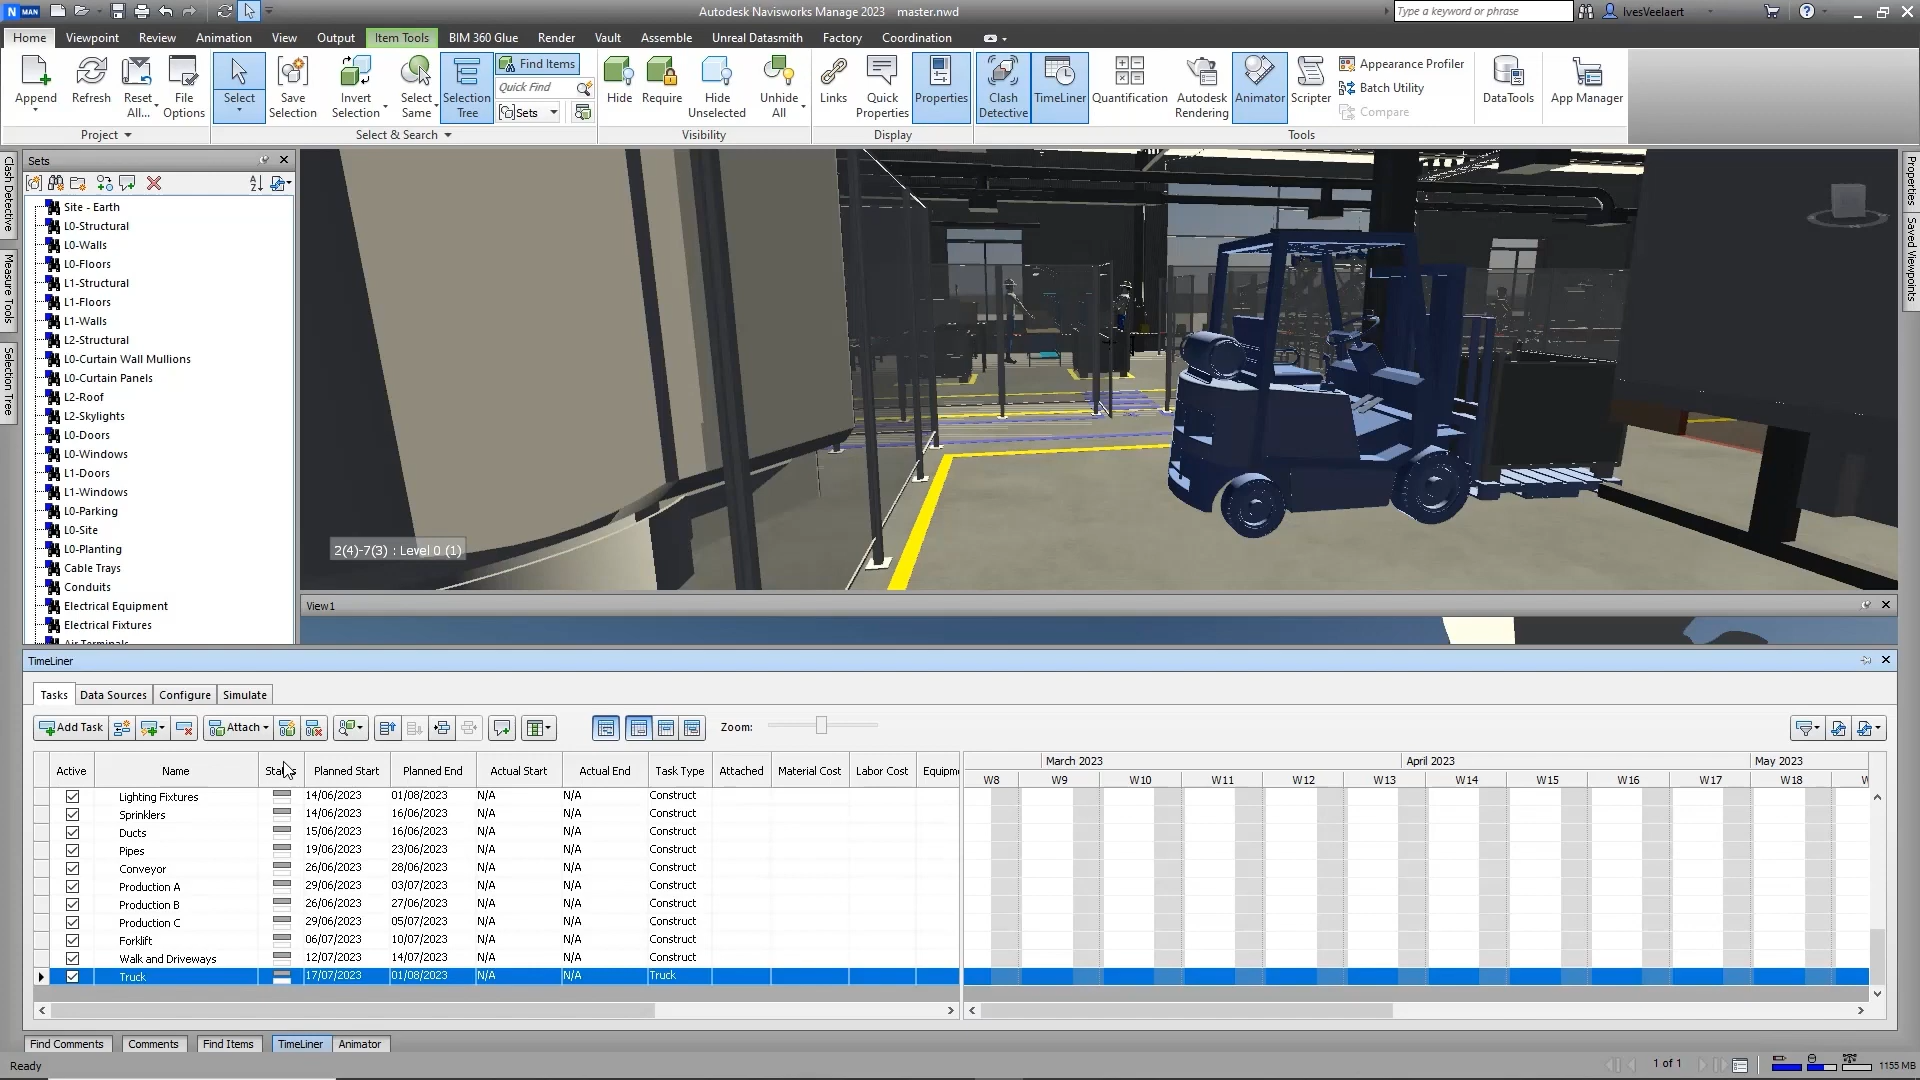 N MAN
Autodesk Navisworks Manage 2023 master.nwd
Type a keyword or phrase
IvesVeelaert
Home Viewpoint Review Animation View Output Item Tools BIM 360 Glue Render Vault Assemble Unreal Datasmith Factory Coordination
Append
Refresh
Reset All...
File Options
Project
Select
Save Selection
Invert Selection
Select Same
Selection Tree
Find Items
Quick Find
Sets
Select & Search
Hide
Require
Hide Unselected
Unhide All
Visibility
Links
Quick Properties
Properties
Display
Clash Detective
TimeLiner
Quantification
Autodesk Rendering
Animator
Scripter
Appearance Profiler
Batch Utility
Compare
Tools
DataTools
App Manager
Clash Detective
Measure Tools
Selection Tree
Sets
Site - Earth
L0-Structural
L0-Walls
L0-Floors
L1-Structural
L1-Floors
L1-Walls
L2-Structural
L0-Curtain Wall Mullions
L0-Curtain Panels
L2-Roof
L2-Skylights
L0-Doors
L0-Windows
L1-Doors
L1-Windows
L0-Parking
L0-Site
L0-Planting
Cable Trays
Conduits
Electrical Equipment
Electrical Fixtures
Air Terminals
2(4)-7(3) : Level 0 (1)
Properties
Saved Viewpoints
View1
TimeLiner
Tasks Data Sources Configure Simulate
Add Task Attach Zoom:
Active Name Status Planned Start Planned End Actual Start Actual End Task Type Attached Material Cost Labor Cost Equipme
March 2023 April 2023 May 2023
W8 W9 W10 W11 W12 W13 W14 W15 W16 W17 W18 W
Lighting Fixtures 14/06/2023 01/08/2023 N/A N/A Construct
Sprinklers 14/06/2023 16/06/2023 N/A N/A Construct
Ducts 15/06/2023 16/06/2023 N/A N/A Construct
Pipes 19/06/2023 23/06/2023 N/A N/A Construct
Conveyor 26/06/2023 28/06/2023 N/A N/A Construct
Production A 29/06/2023 03/07/2023 N/A N/A Construct
Production B 26/06/2023 27/06/2023 N/A N/A Construct
Production C 29/06/2023 05/07/2023 N/A N/A Construct
Forklift 06/07/2023 10/07/2023 N/A N/A Construct
Walk and Driveways 12/07/2023 14/07/2023 N/A N/A Construct
Truck 17/07/2023 01/08/2023 N/A N/A Truck
Find Comments Comments Find Items TimeLiner Animator
Ready
1 of 1
1155 MB